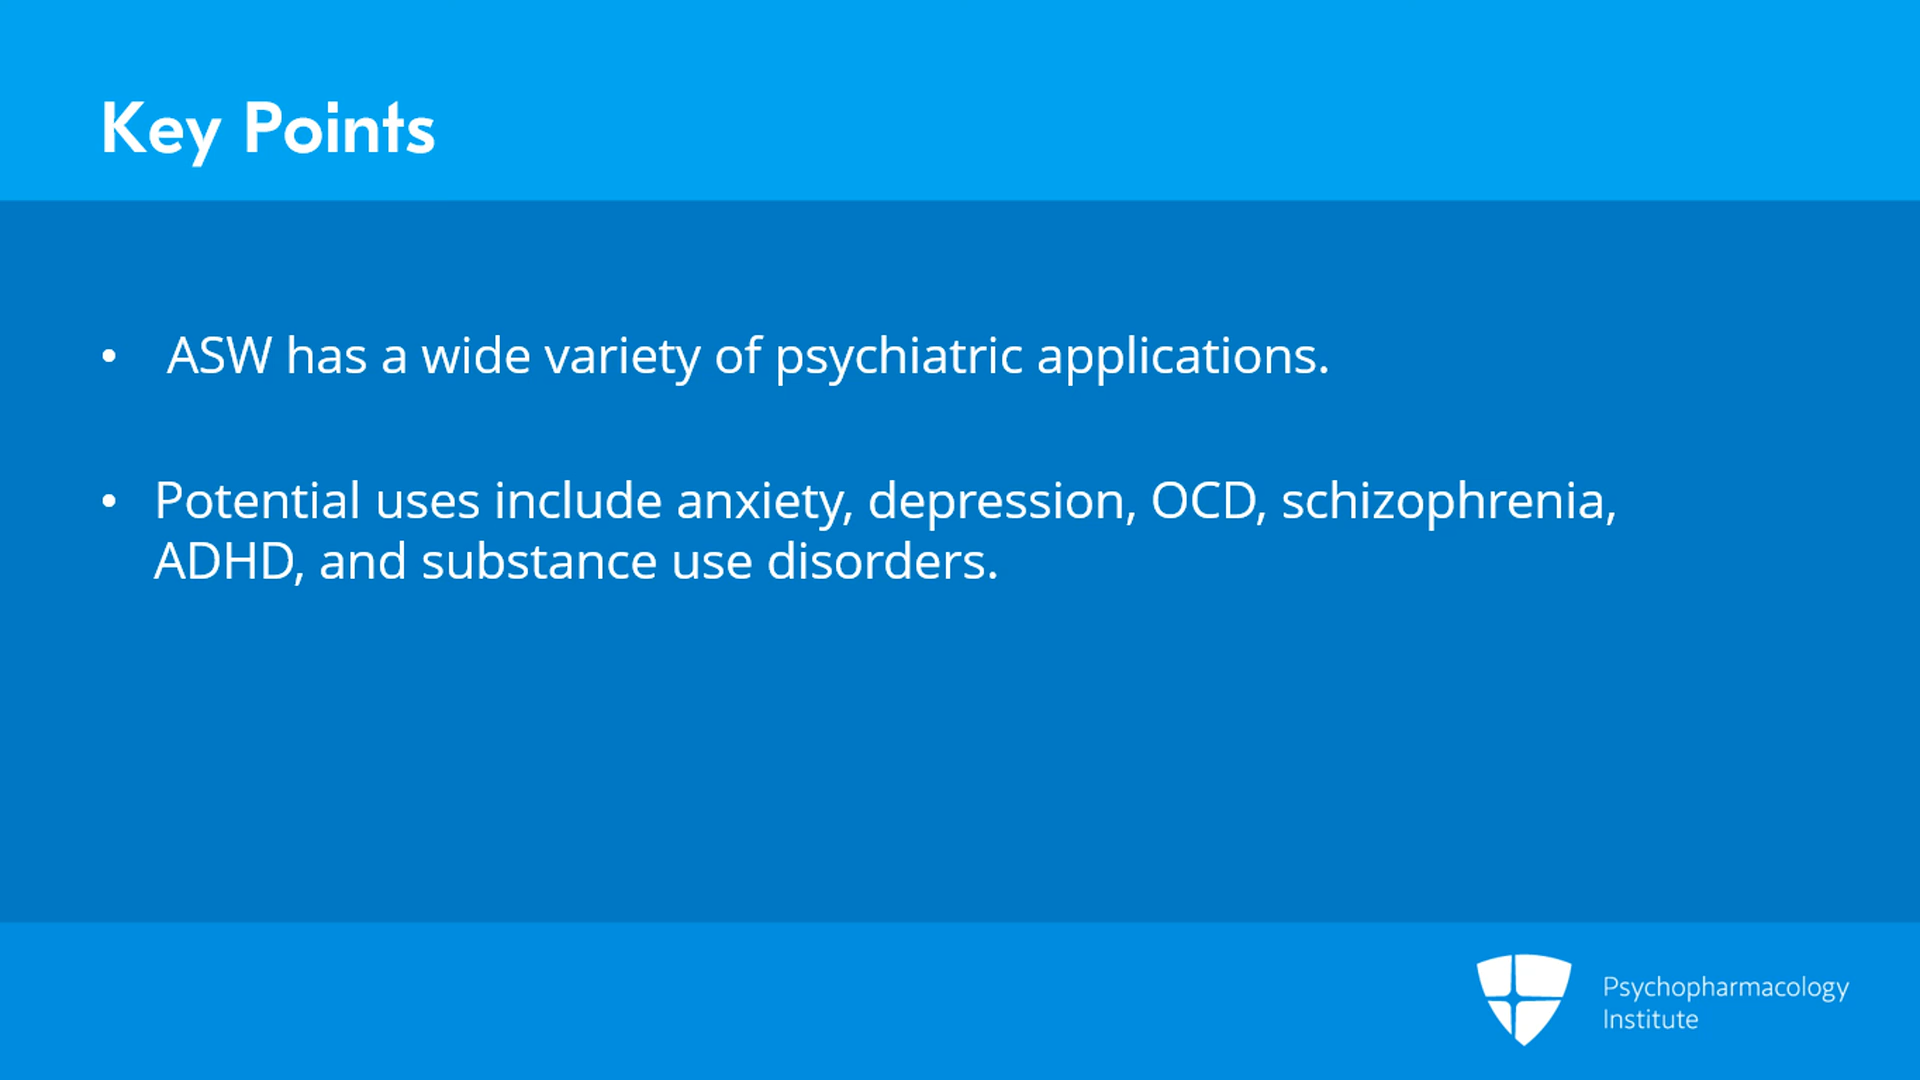 Key Points
• ASW has a wide variety of psychiatric applications.
• Potential uses include anxiety, depression, OCD, schizophrenia,
ADHD, and substance use disorders.
Psychopharmacology
Institute